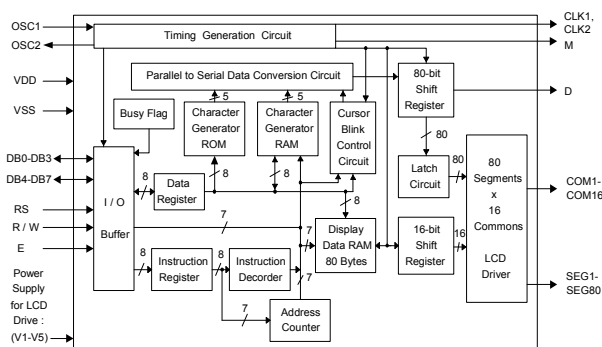 OSC1
OSC2
VDD
VSS
DB0-DB3
DB4-DB7
RS
R / W
E
Power
Supply
for LCD
Drive :
(V1-V5)
Timing Generation Circuit
Parallel to Serial Data Conversion Circuit
Busy Flag
5
5
Character
Generator
ROM
Character
Generator
RAM
Cursor
Blink
Control
Circuit
80-bit
Shift
Register
80
Latch
Circuit
80
I / O
Buffer
8
Data
Register
8
8
8
7
7
Display
Data RAM
80 Bytes
16-bit
Shift
Register
16
80
Segments
x
16
Commons
LCD
Driver
8
Instruction
Register
8
Instruction
Decorder
7
7
Address
Counter
CLK1,
CLK2
M
D
COM1-
COM16
SEG1-
SEG80